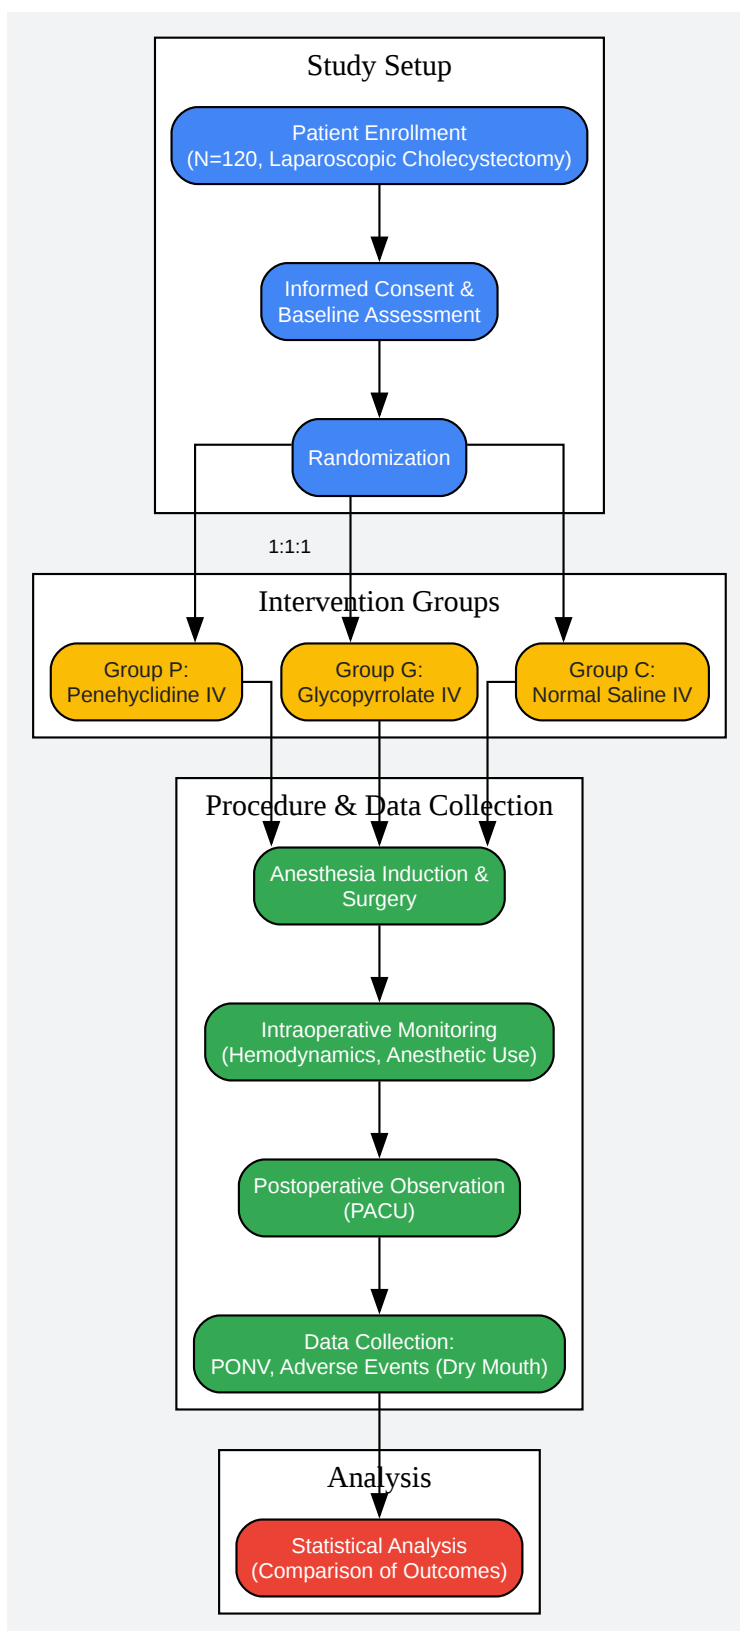 Study Setup
Patient Enrollment
(N=120, Laparoscopic Cholecystectomy)
Informed Consent &
Baseline Assessment
Randomization
1:1:1
Intervention Groups
Group P:
Penehyclidine IV
Group G:
Glycopyrrolate IV
Group C:
Normal Saline IV
Procedure & Data Collection
Anesthesia Induction &
Surgery
Intraoperative Monitoring
(Hemodynamics, Anesthetic Use)
Postoperative Observation
(PACU)
Data Collection:
PONV, Adverse Events (Dry Mouth)
Analysis
Statistical Analysis
(Comparison of Outcomes)